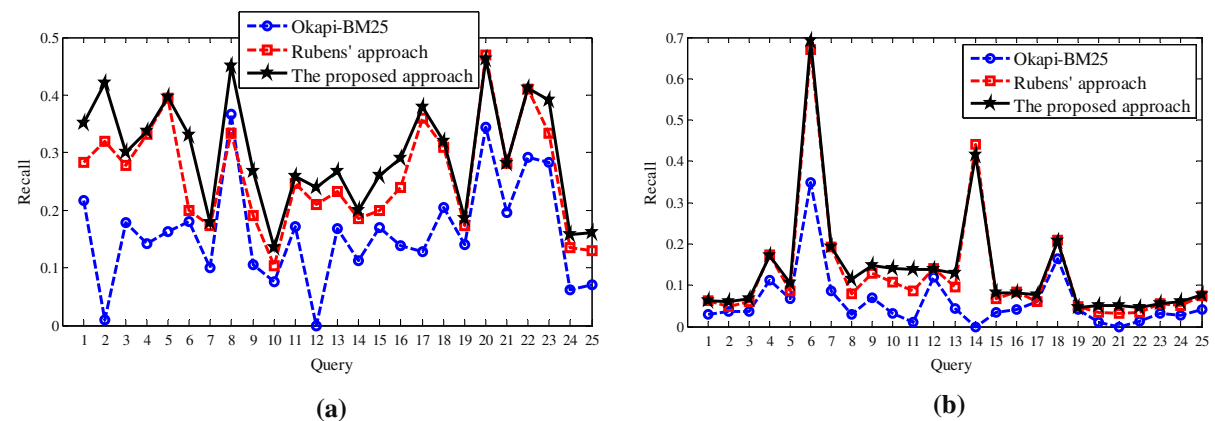 Okapi-BM25
Rubens' approach
The proposed approach
0.5
0.4
0.3
0.2
0.1
0
Recall
1 2 3 4 5 6 7 8 9 10 11 12 13 14 15 16 17 18 19 20 21 22 23 24 25
Query
(a)
Okapi-BM25
Rubens' approach
The proposed approach
0.7
0.6
0.5
0.4
0.3
0.2
0.1
0
Recall
1 2 3 4 5 6 7 8 9 10 11 12 13 14 15 16 17 18 19 20 21 22 23 24 25
Query
(b)